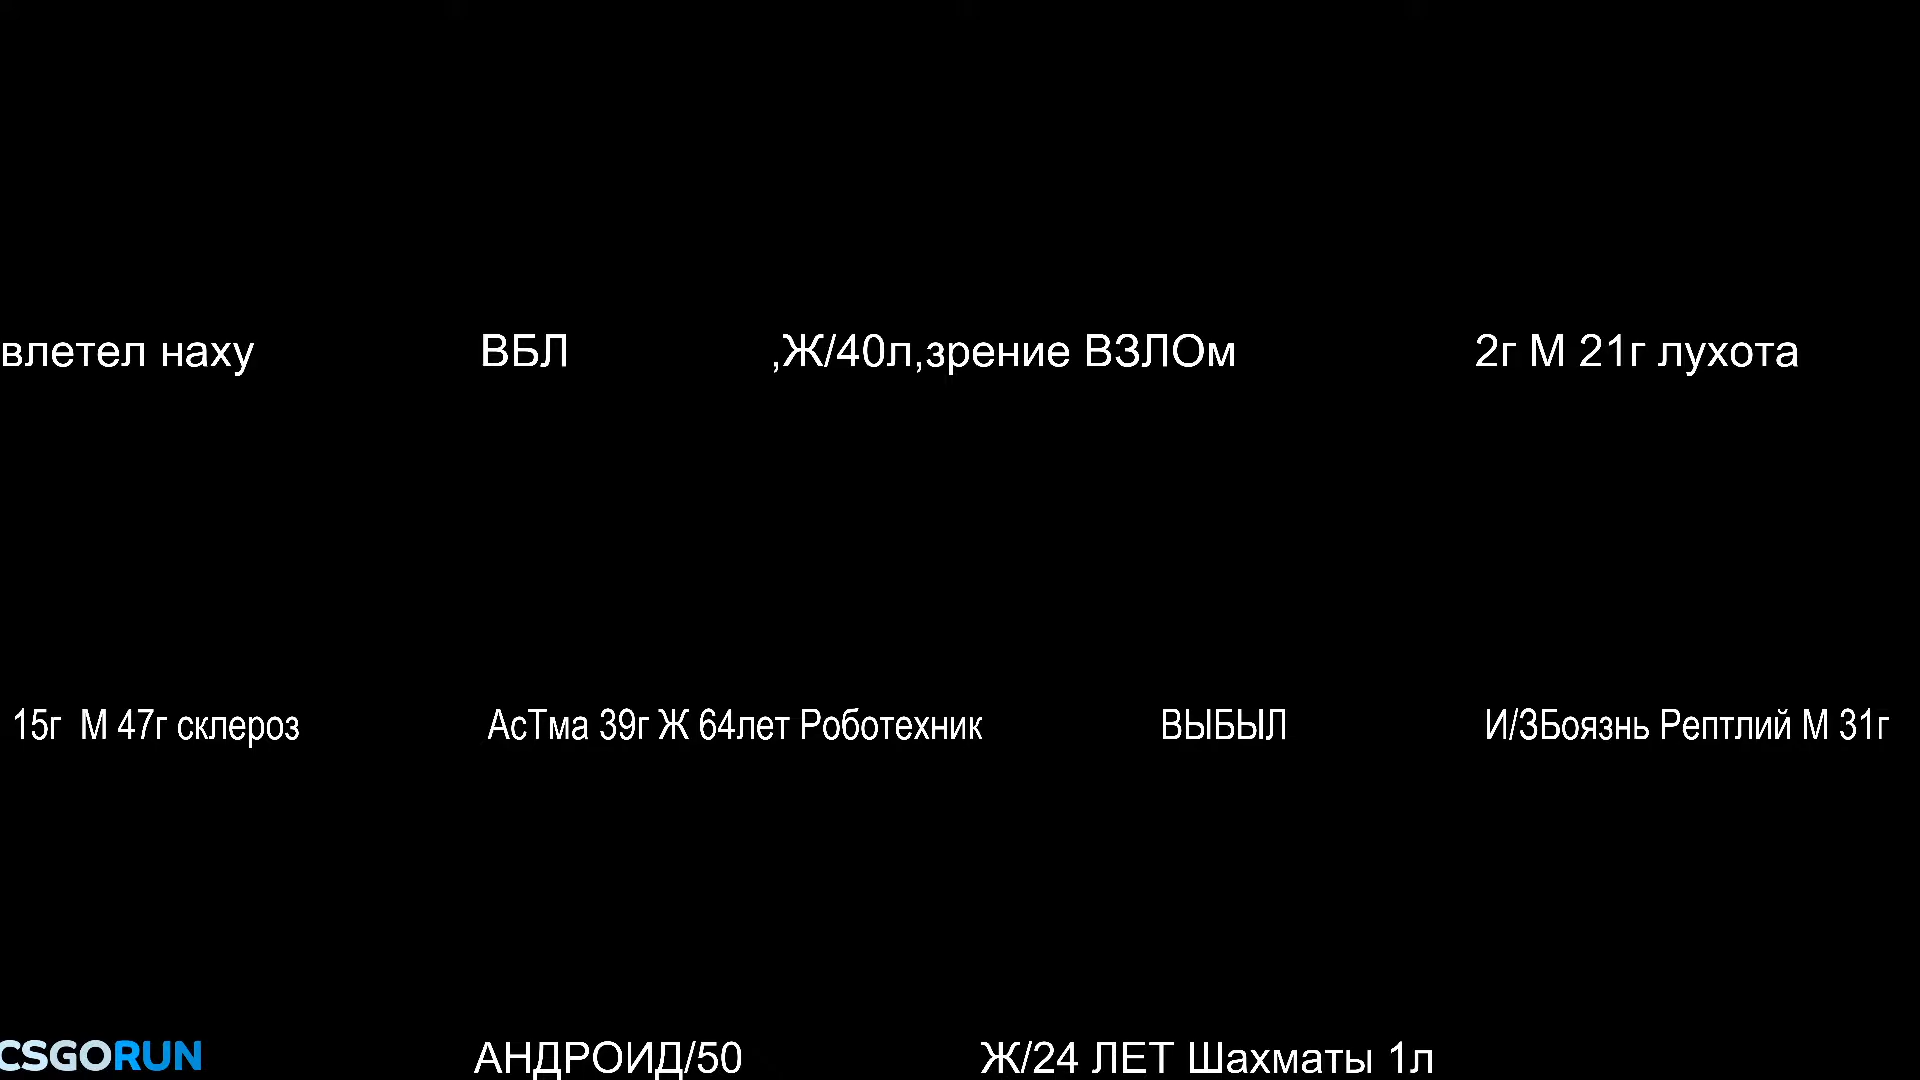 влетел наху
ВБЛ
,Ж/40л,зрение ВЗЛОм
2г М 21г лухота
15г М 47г склероз
АсТма 39г Ж 64лет Роботехник
ВЫБЫЛ
И/ЗБоязнь Рептлий М 31г
CSGORUN
АНДРОИД/50
Ж/24 ЛЕТ Шахматы 1л